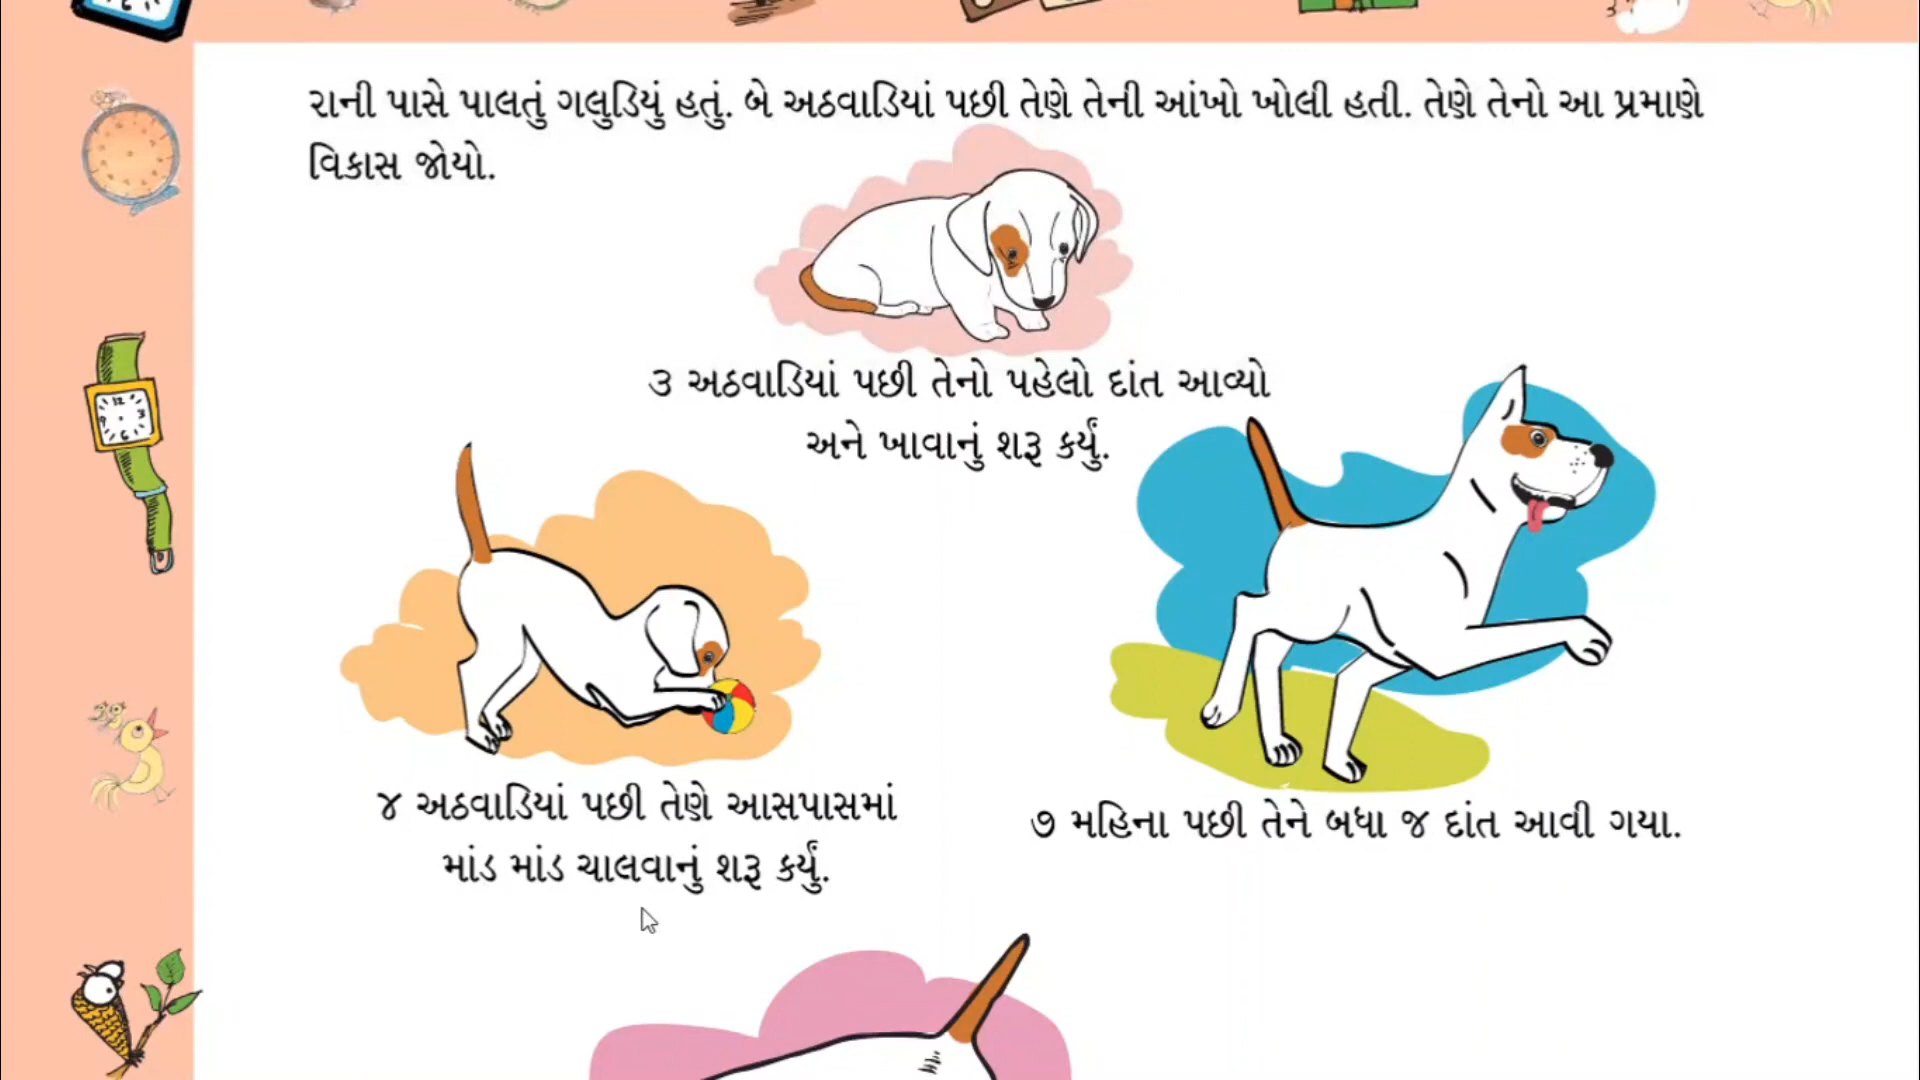 રાની પાસે પાલતું ગલુડિયું હતું. બે અઠવાડિયાં પછી તેણે તેની આંખો ખોલી હતી. તેણે તેનો આ પ્રમાણે
વિકાસ જોયો.
૩ અઠવાડિયાં પછી તેનો પહેલો દાંત આવ્યો
અને ખાવાનું શરૂ કર્યું.
૪ અઠવાડિયાં પછી તેણે આસપાસમાં
માંડ માંડ ચાલવાનું શરૂ કર્યું.
૭ મહિના પછી તેને બધા જ દાંત આવી ગયા.